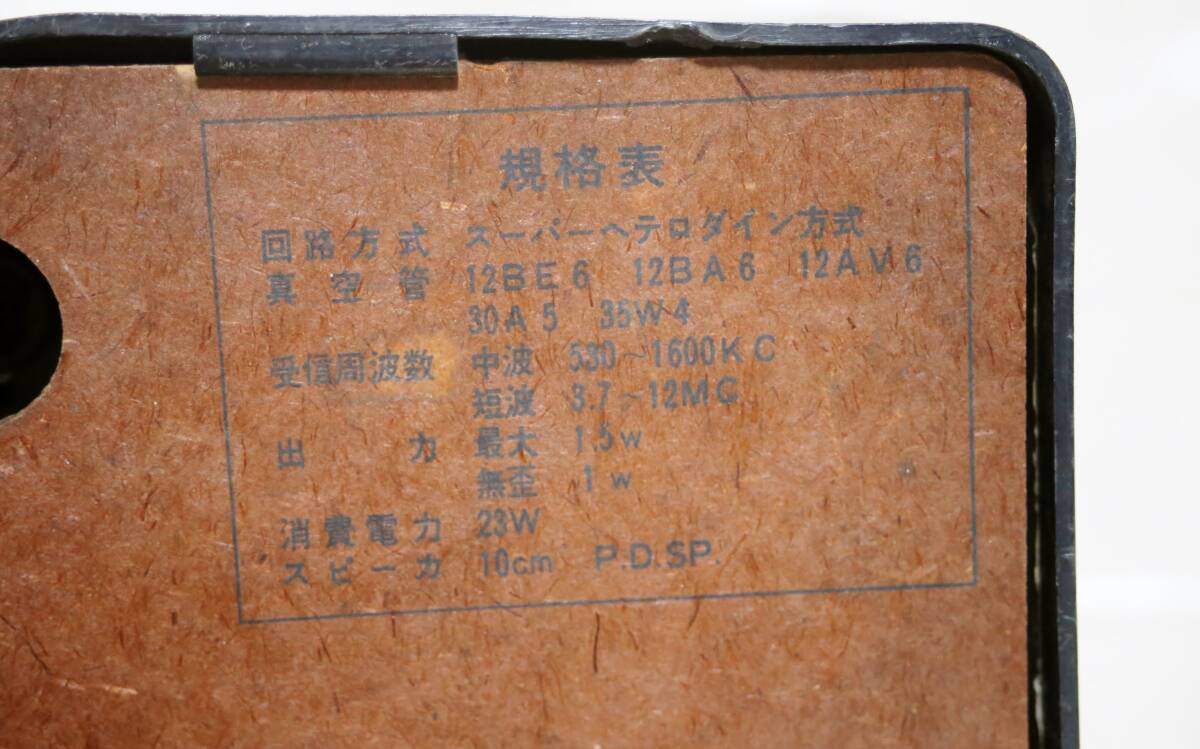 規格表
回路方式 スーパーヘテロダイン方式
真空管 12BE6 12BA6 12AV6
30A5 35W4
受信周波数 中波 530~1600KC
短波 3.7~12MC
出力 最大 1.5w
無歪 1w
消費電力 23W
スピーカ 10cm P.D.SP.